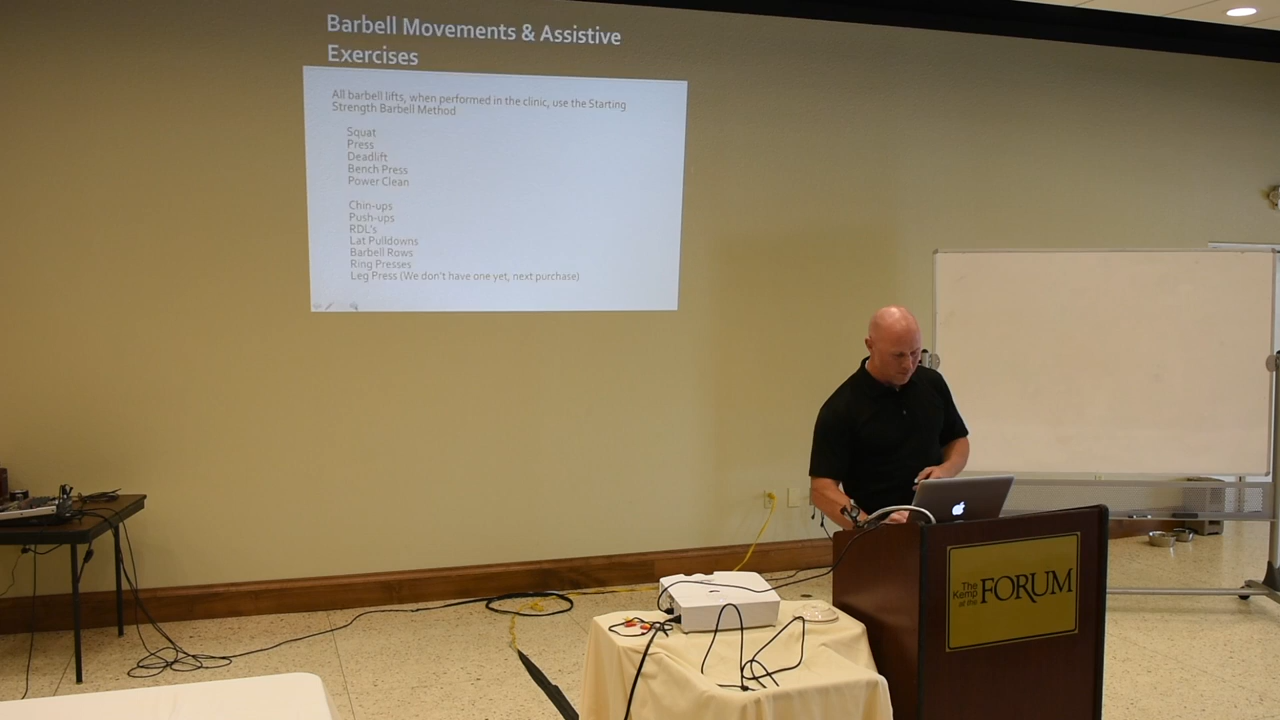 Barbell Movements & Assistive
Exercises
All barbell lifts, when performed in the clinic, use the Starting
Strength Barbell Method
Squat
Press
Deadlift
Bench Press
Power Clean
Chin-ups
Push-ups
RDL's
Lat Pulldowns
Barbell Rows
Ring Presses
Leg Press (We don't have one yet, next purchase)
The
Kemp
at the
FORUM